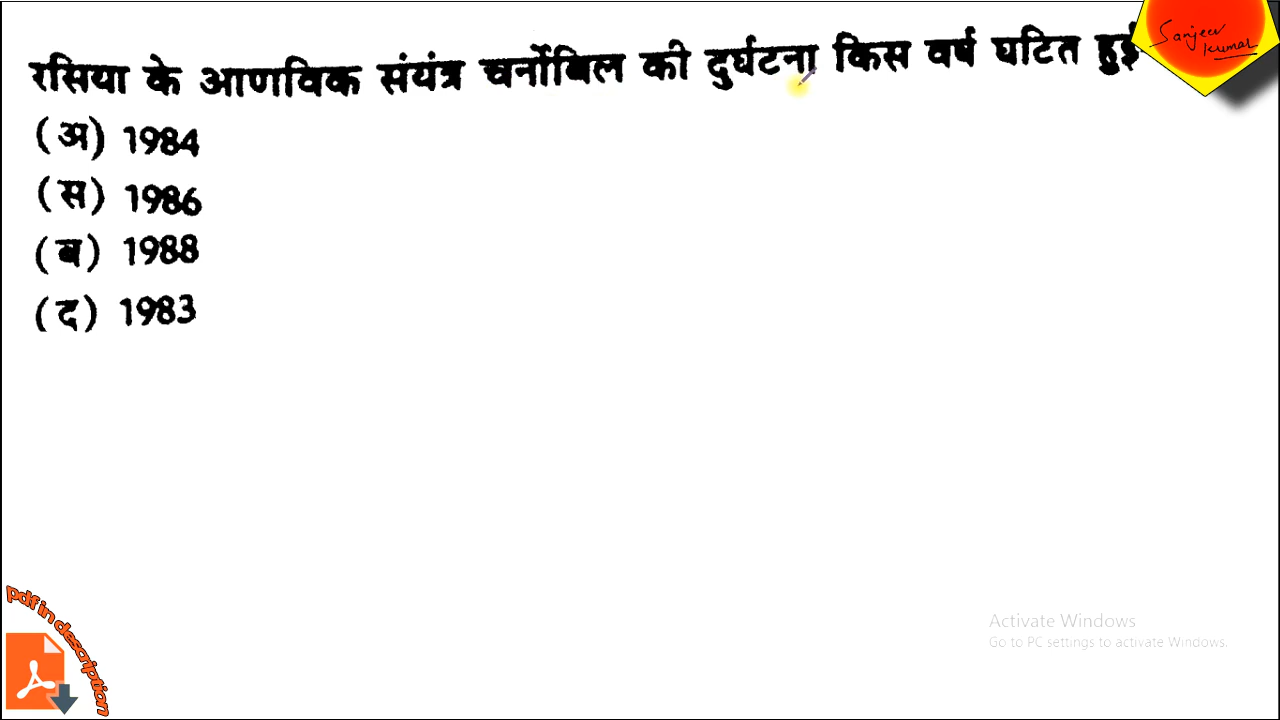 रसिया के आणविक संयंत्र चर्नोबिल की दुर्घटना किस वर्ष घटित हुई
(अ) 1984
(स) 1986
(ब) 1988
(द) 1983
Sanjeev
Kumar
pdf in description
Activate Windows
Go to PC settings to activate Windows.